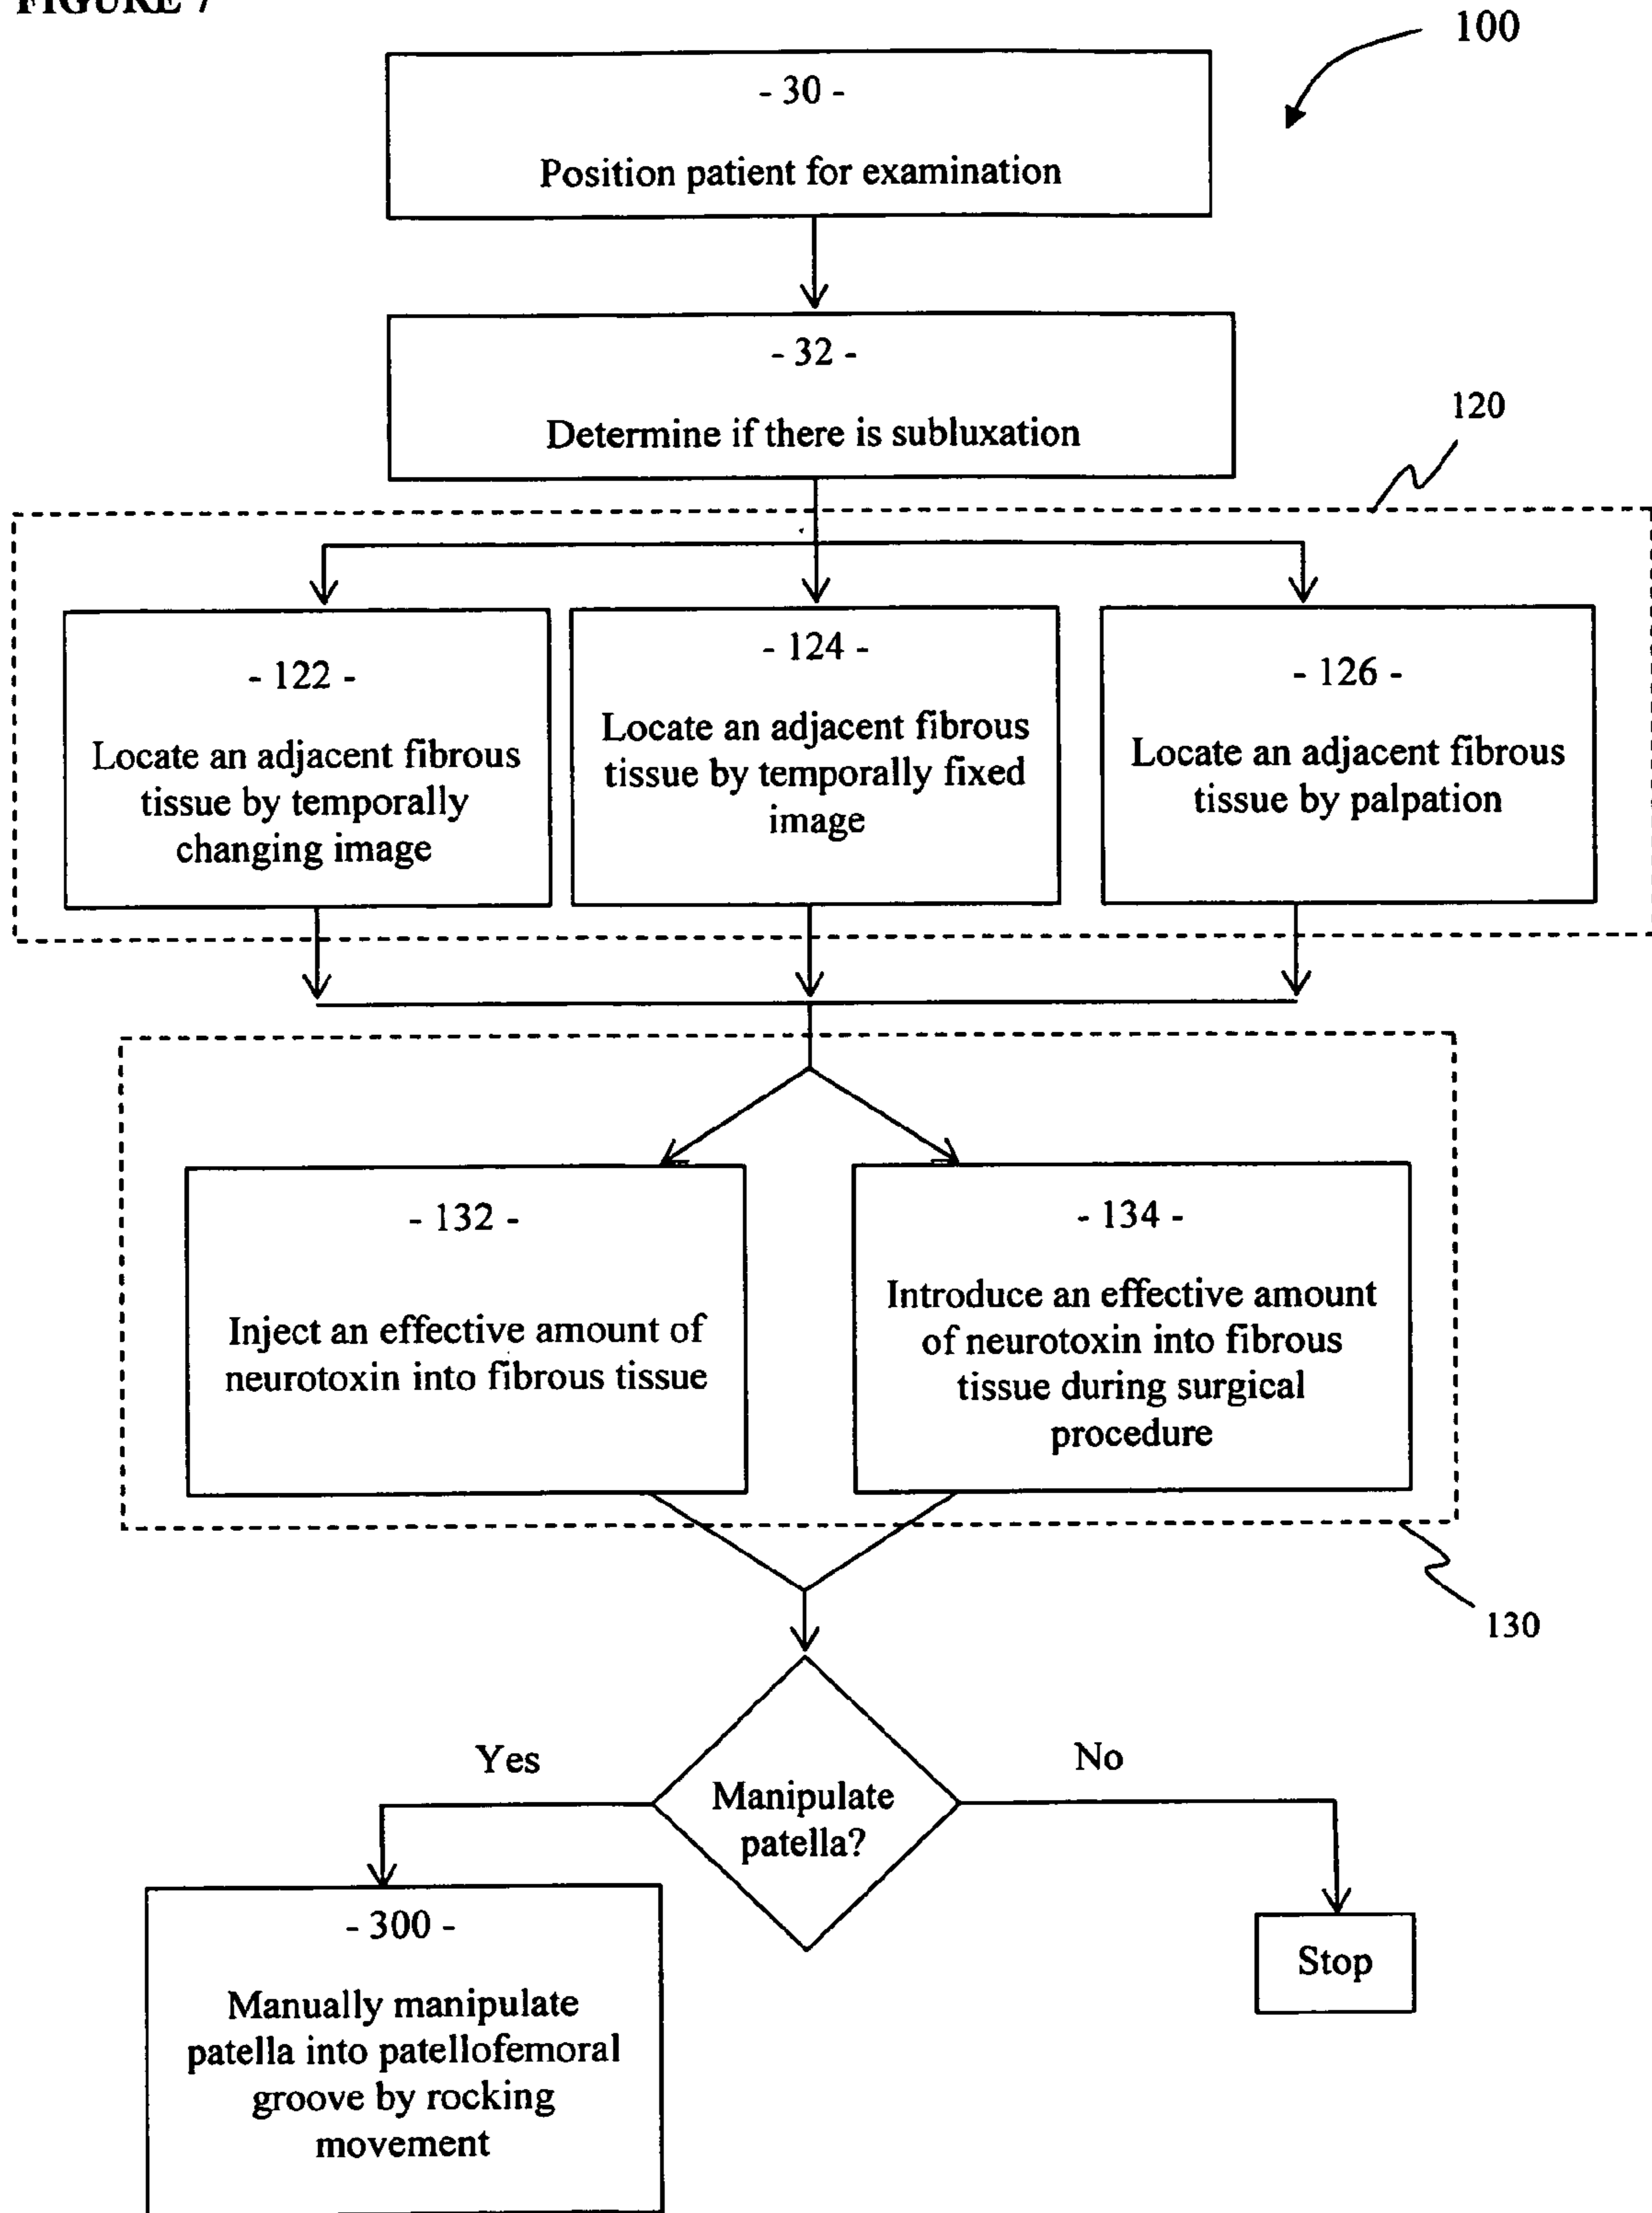 FIGURE 7
100
- 30 -
Position patient for examination
- 32 -
Determine if there is subluxation
120
- 122 -
Locate an adjacent fibrous
tissue by temporally
changing image
- 124 -
Locate an adjacent fibrous
tissue by temporally fixed
image
- 126 -
Locate an adjacent fibrous
tissue by palpation
- 132 -
Inject an effective amount of
neurotoxin into fibrous tissue
- 134 -
Introduce an effective amount
of neurotoxin into fibrous
tissue during surgical
procedure
130
Manipulate
patella?
Yes
No
- 300 -
Manually manipulate
patella into patellofemoral
groove by rocking
movement
Stop